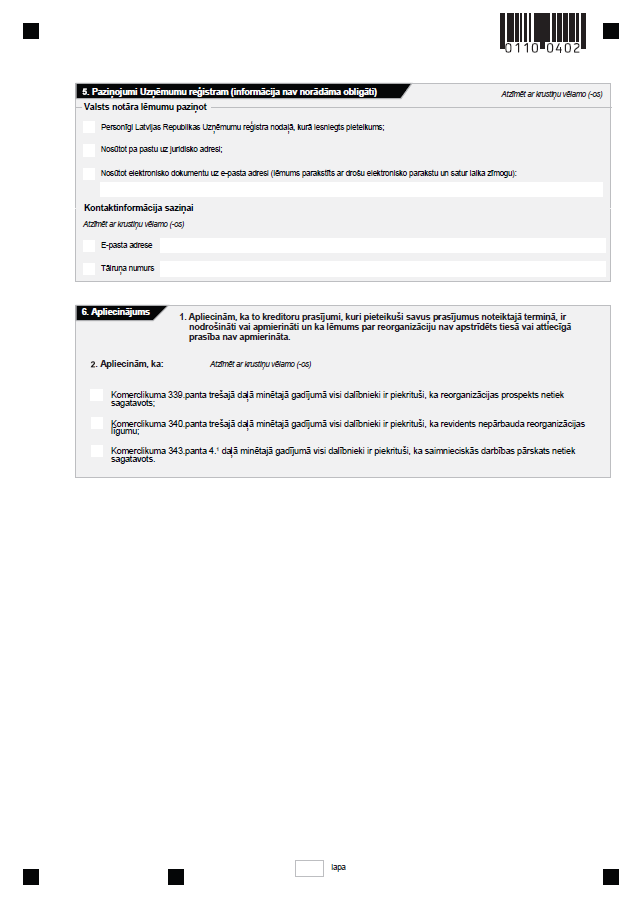 0110 0402
5. Paziņojumi Uzņēmumu reģistram (informācija nav norādāma obligāti)
Atzīmēt ar krustiņu vēlamo (-os)
Valsts notāra lēmumu paziņot
Personīgi Latvijas Republikas Uzņēmumu reģistra nodaļā, kurā iesniegts pieteikums;
Nosūtot pa pastu uz juridisko adresi;
Nosūtot elektronisko dokumentu uz e-pasta adresi (lēmums parakstīts ar drošu elektronisko parakstu un satur laika zīmogu):
Kontaktinformācija saziņai
Atzīmēt ar krustiņu vēlamo (-os)
E-pasta adrese
Tālruņa numurs
6. Apliecinājums
1. Apliecinām, ka to kreditoru prasījumi, kuri pieteikuši savus prasījumus noteiktajā termiņā, ir
nodrošināti vai apmierināti un ka lēmums par reorganizāciju nav apstrīdēts tiesā vai attiecīgā
prasība nav apmierināta.
2. Apliecinām, ka:
Atzīmēt ar krustiņu vēlamo (-os)
Komerclikuma 339.panta trešajā daļā minētajā gadījumā visi dalībnieki ir piekrituši, ka reorganizācijas prospekts netiek
sagatavots;
Komerclikuma 340.panta trešajā daļā minētajā gadījumā visi dalībnieki ir piekrituši, ka revidents nepārbauda reorganizācijas
līgumu;
Komerclikuma 343.panta 4.¹ daļā minētajā gadījumā visi dalībnieki ir piekrituši, ka saimnieciskās darbības pārskats netiek
sagatavots.
lapa